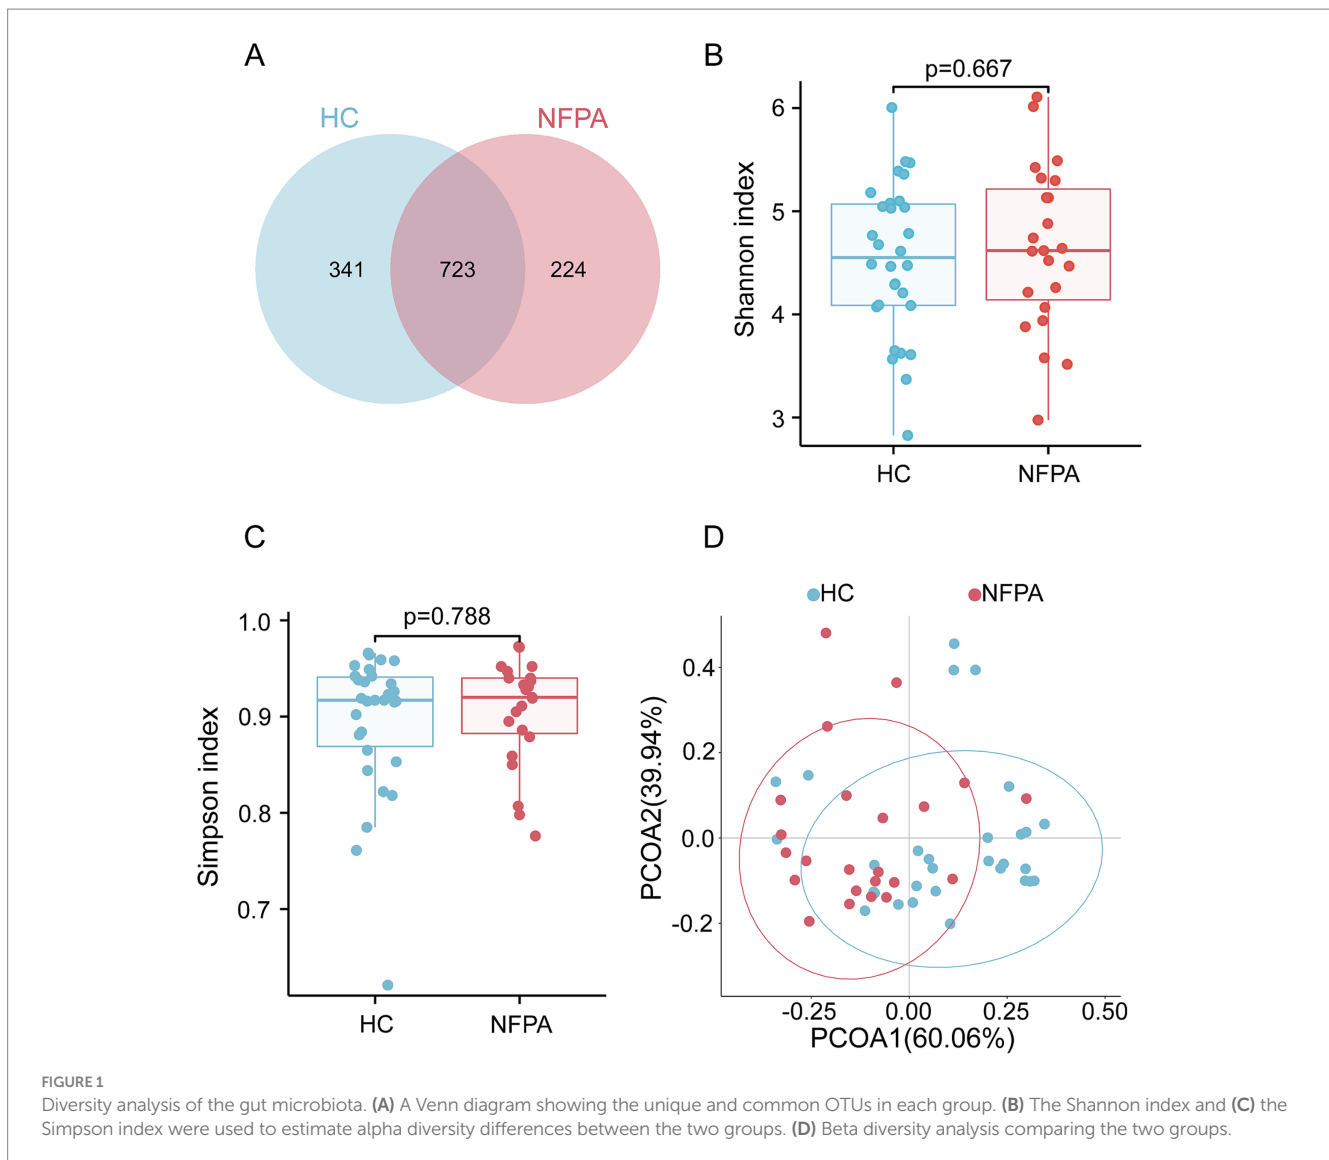 A
HC
NFPA
341
723
224
B
p=0.667
Shannon index
6
5
4
3
HC
NFPA
C
p=0.788
Simpson index
1.0
0.9
0.8
0.7
HC
NFPA
D
HC
NFPA
PCOA2(39.94%)
0.4
0.2
0.0
-0.2
-0.25
0.00
0.25
0.50
PCOA1(60.06%)
FIGURE 1
Diversity analysis of the gut microbiota. (A) A Venn diagram showing the unique and common OTUs in each group. (B) The Shannon index and (C) the
Simpson index were used to estimate alpha diversity differences between the two groups. (D) Beta diversity analysis comparing the two groups.